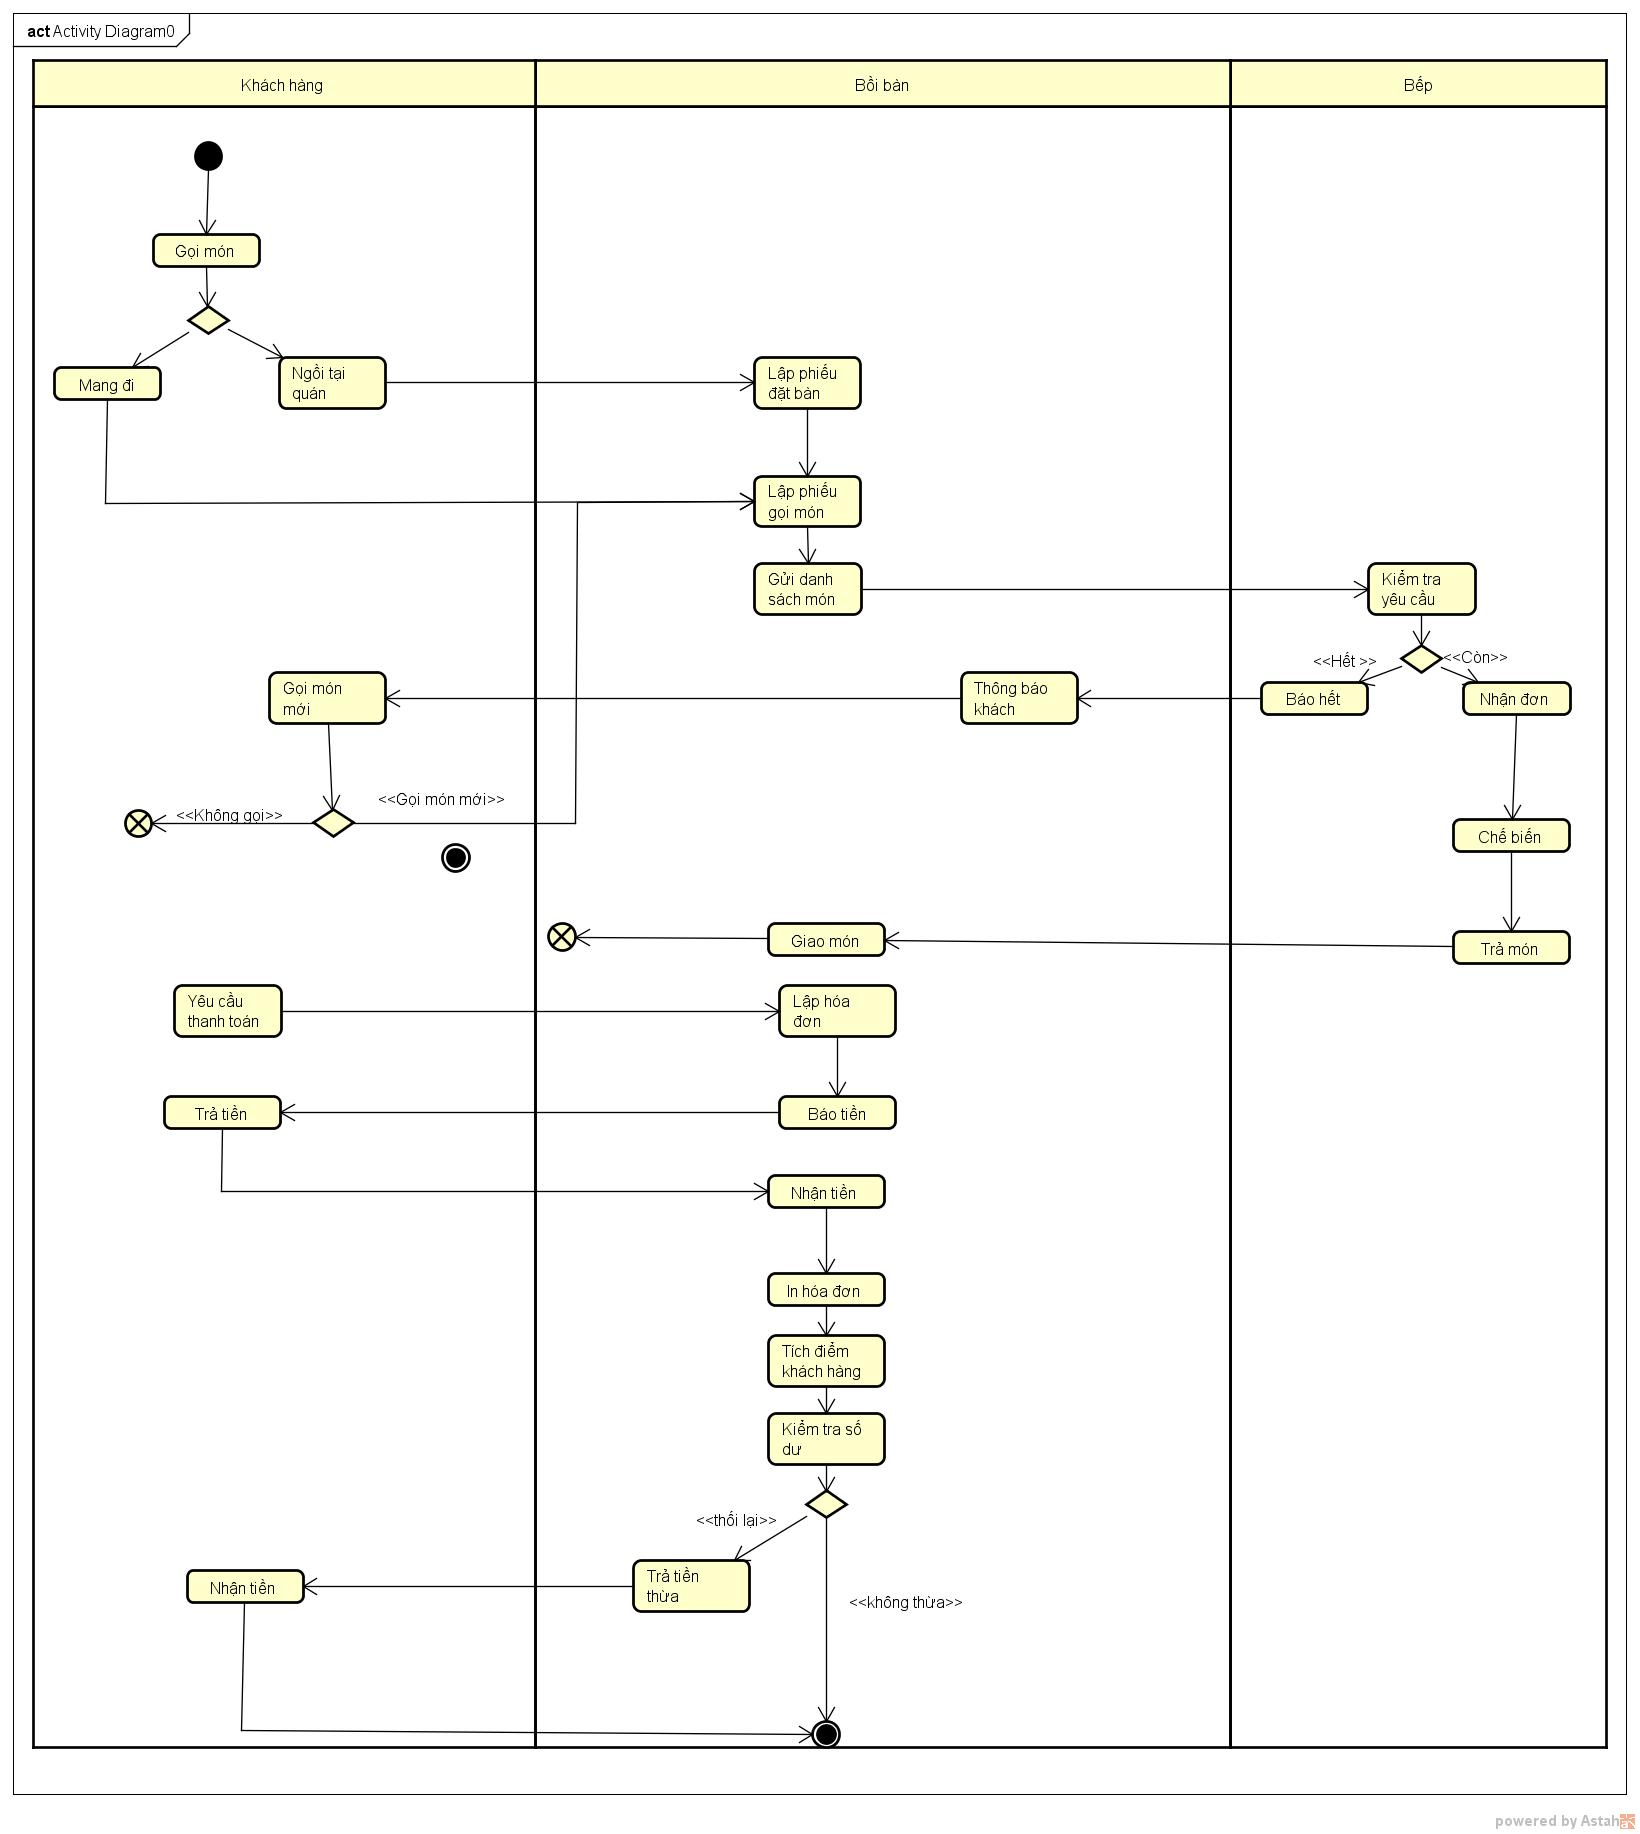 act Activity Diagram0
Khách hàng
Bồi bàn
Bếp
Gọi món
Mang đi
Ngồi tại
quán
Lập phiếu
đặt bàn
Lập phiếu
gọi món
Gửi danh
sách món
Kiểm tra
yêu cầu
<<Hết >>
<<Còn>>
Gọi món
mới
Thông báo
khách
Báo hết
Nhận đơn
<<Không gọi>>
<<Gọi món mới>>
Chế biến
Giao món
Trả món
Yêu cầu
thanh toán
Lập hóa
đơn
Trả tiền
Báo tiền
Nhận tiền
In hóa đơn
Tích điểm
khách hàng
Kiểm tra số
dư
<<thối lại>>
Trả tiền
thừa
Nhận tiền
<<không thừa>>
powered by Astah